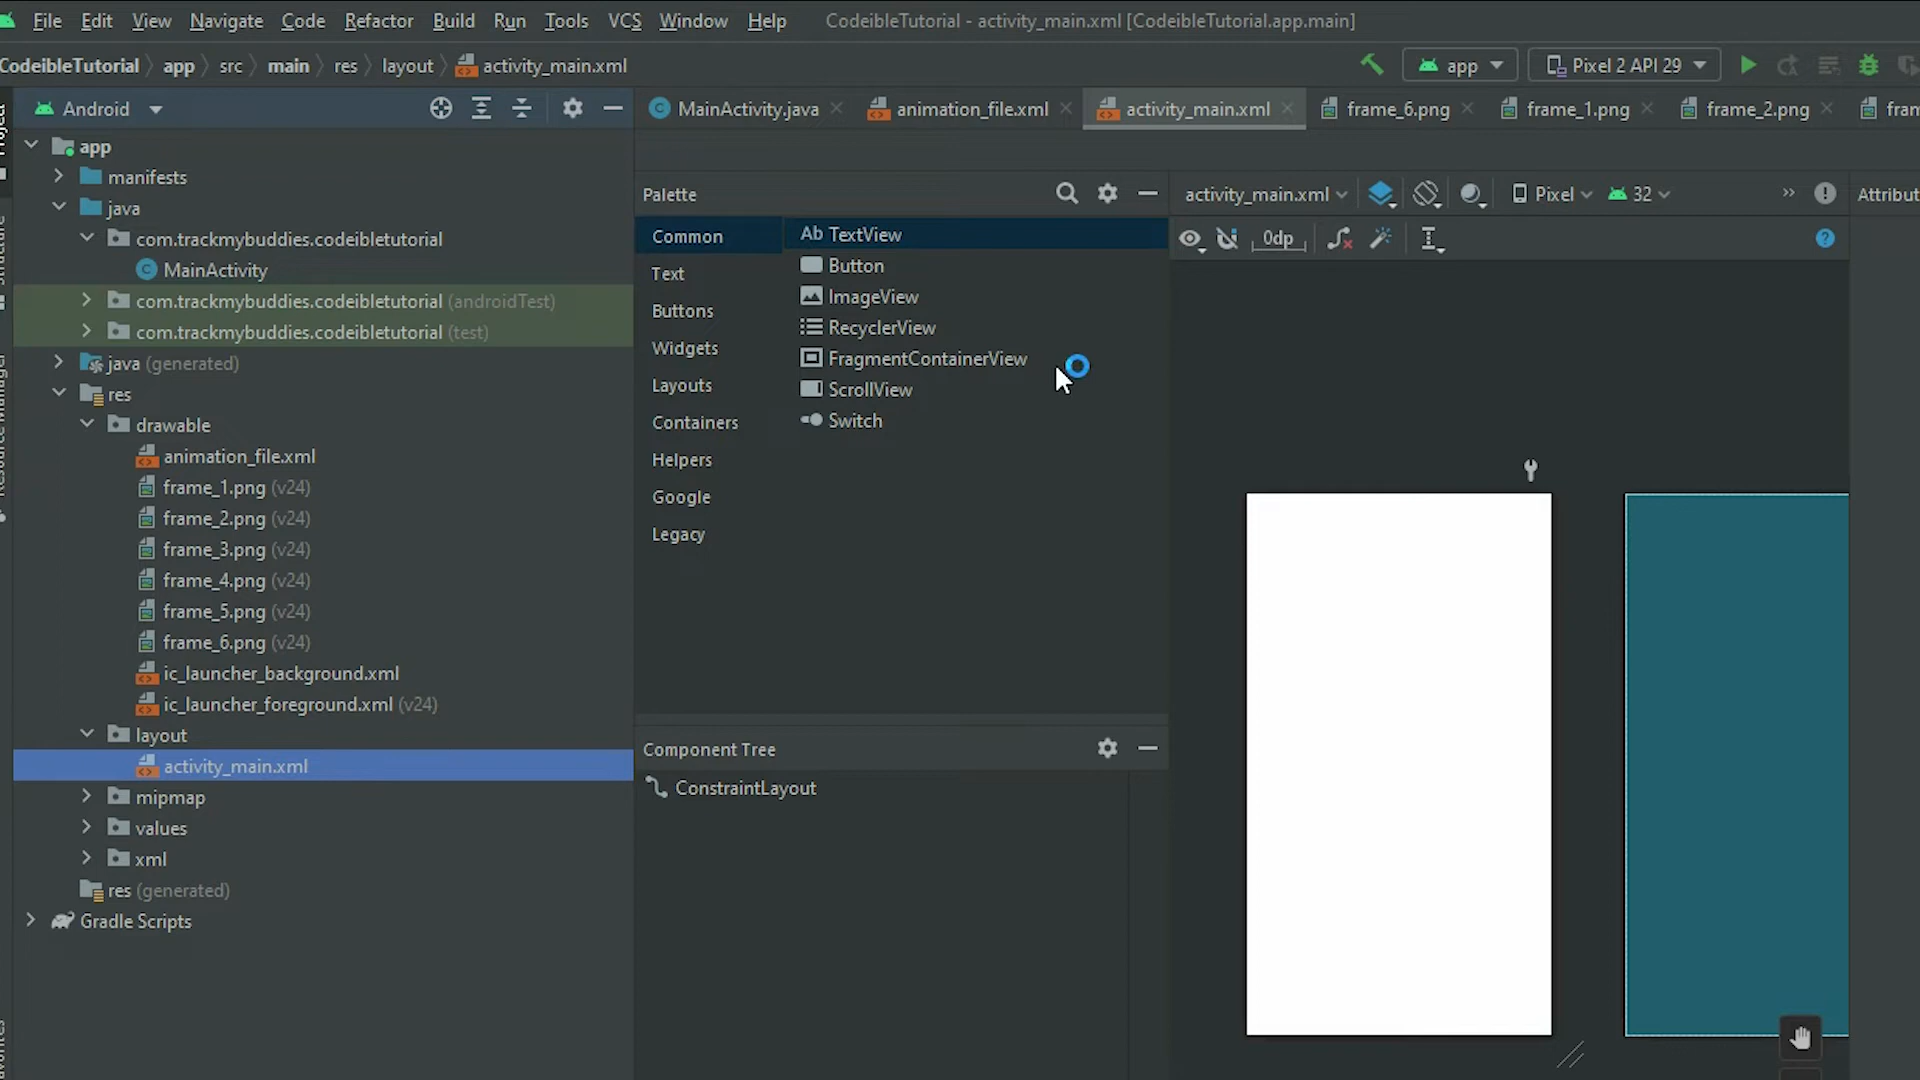 File Edit View Navigate Code Refactor Build Run Tools VCS Window Help CodeibleTutorial - activity_main.xml [CodeibleTutorial.app.main]
CodeibleTutorial app src main res layout activity_main.xml app Pixel 2 API 29
Android
MainActivity.java animation_file.xml activity_main.xml frame_6.png frame_1.png frame_2.png
Project
Structure
Resource Manager
app
manifests
java
com.trackmybuddies.codeibletutorial
MainActivity
com.trackmybuddies.codeibletutorial (androidTest)
com.trackmybuddies.codeibletutorial (test)
java (generated)
res
drawable
animation_file.xml
frame_1.png (v24)
frame_2.png (v24)
frame_3.png (v24)
frame_4.png (v24)
frame_5.png (v24)
frame_6.png (v24)
ic_launcher_background.xml
ic_launcher_foreground.xml (v24)
layout
activity_main.xml
mipmap
values
xml
res (generated)
Gradle Scripts
Palette
Common
Text
Buttons
Widgets
Layouts
Containers
Helpers
Google
Legacy
Ab TextView
Button
ImageView
RecyclerView
FragmentContainerView
ScrollView
Switch
Component Tree
ConstraintLayout
activity_main.xml Pixel 32 Attribut
0dp